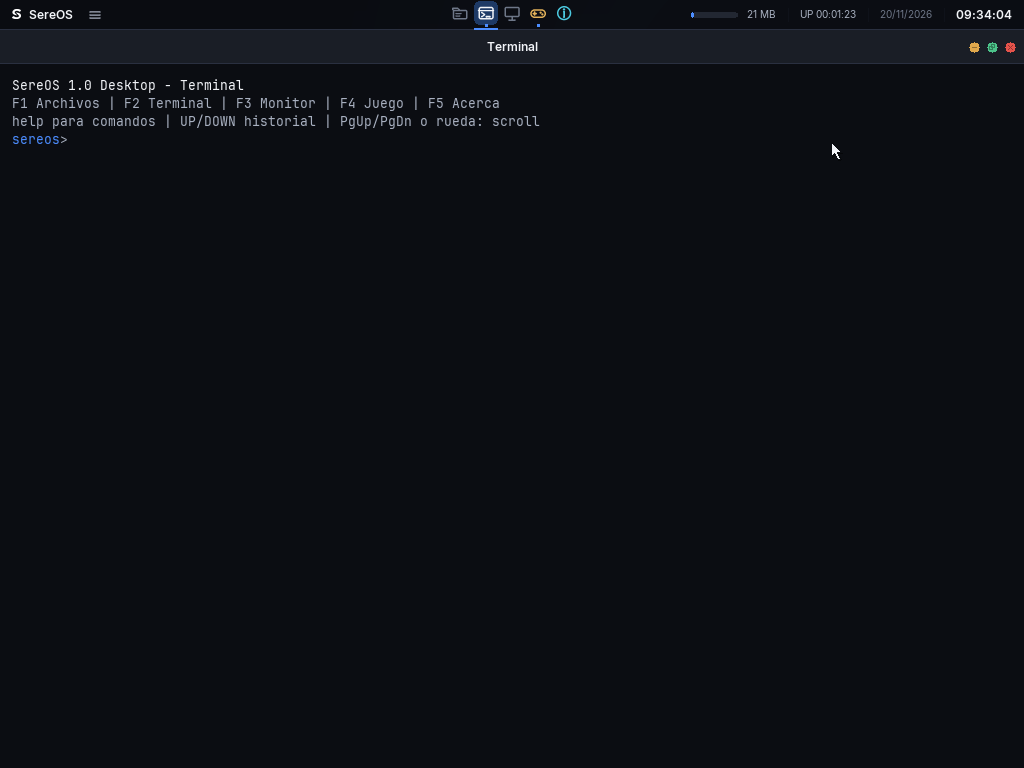 SereOS 21 MB UP 00:01:23 20/11/2026 09:34:04
Terminal
SereOS 1.0 Desktop - Terminal
F1 Archivos | F2 Terminal | F3 Monitor | F4 Juego | F5 Acerca
help para comandos | UP/DOWN historial | PgUp/PgDn o rueda: scroll
sereos>